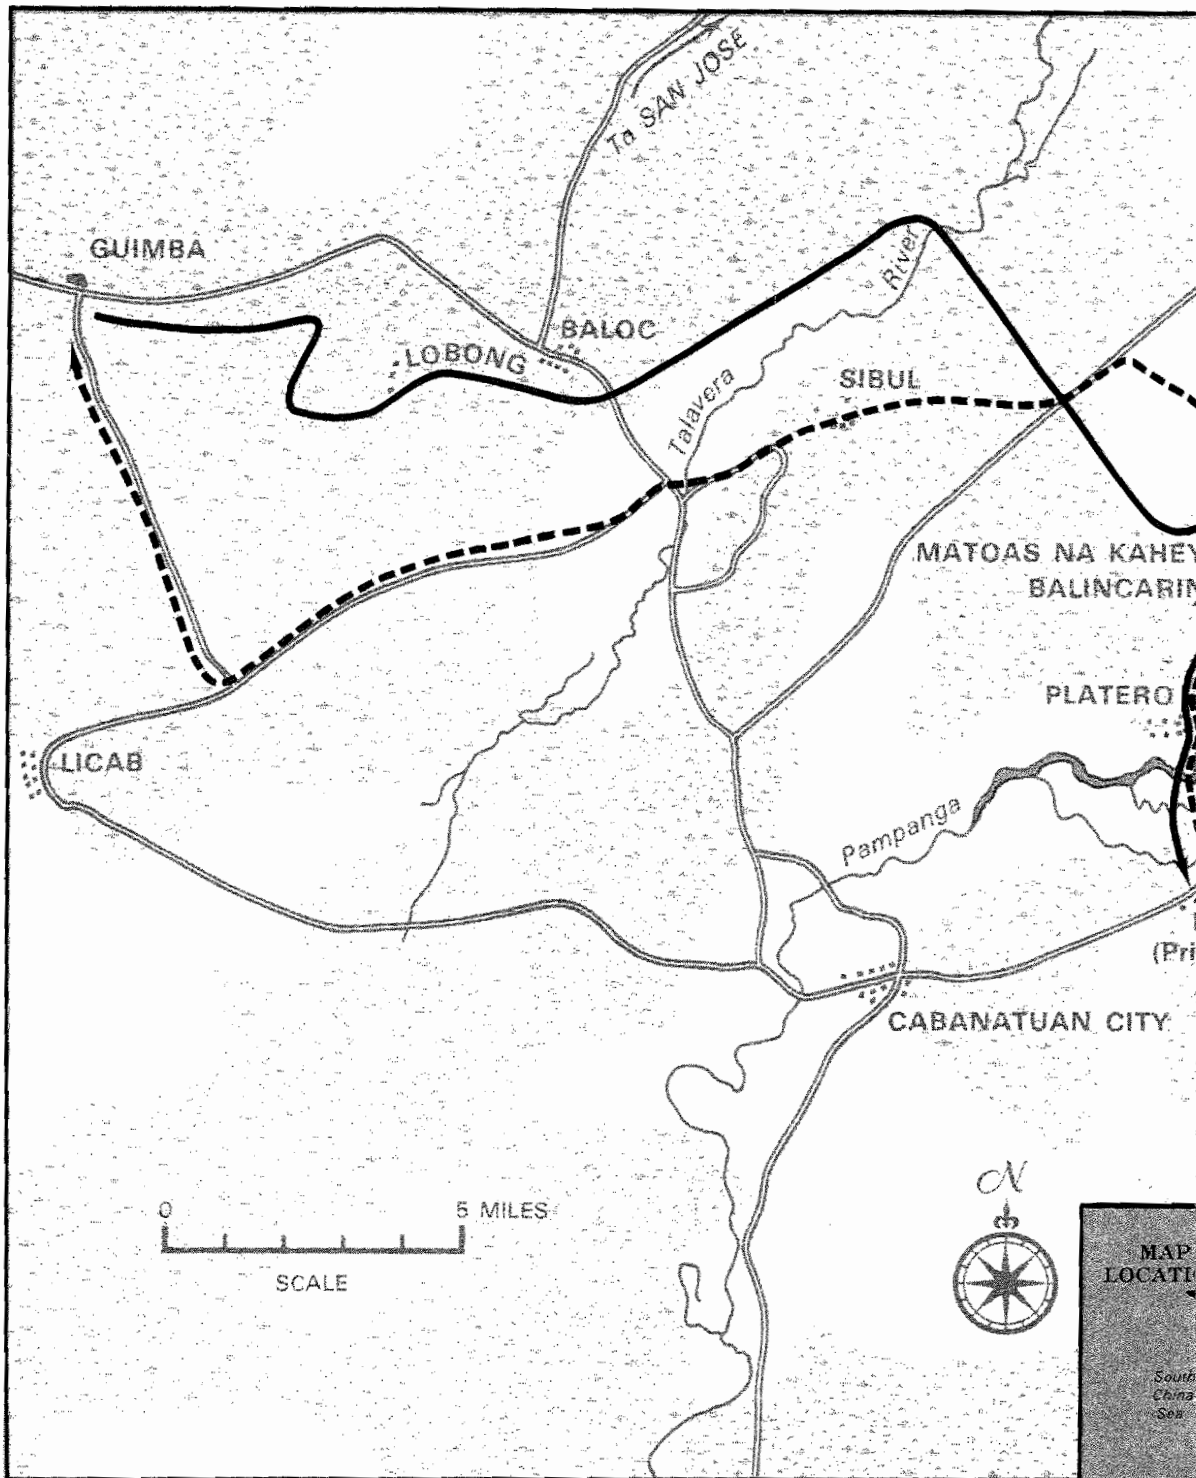 To SAN JOSE
GUIMBA
River
BALOC
LOBONG
SIBUL
Talavera
MATOAS NA KAHEY
BALINCARIN
PLATERO
LICAB
Pampanga
(Pri
CABANATUAN CITY
N
0 5 MILES
SCALE
MAP
LOCATI
South
China
Sea